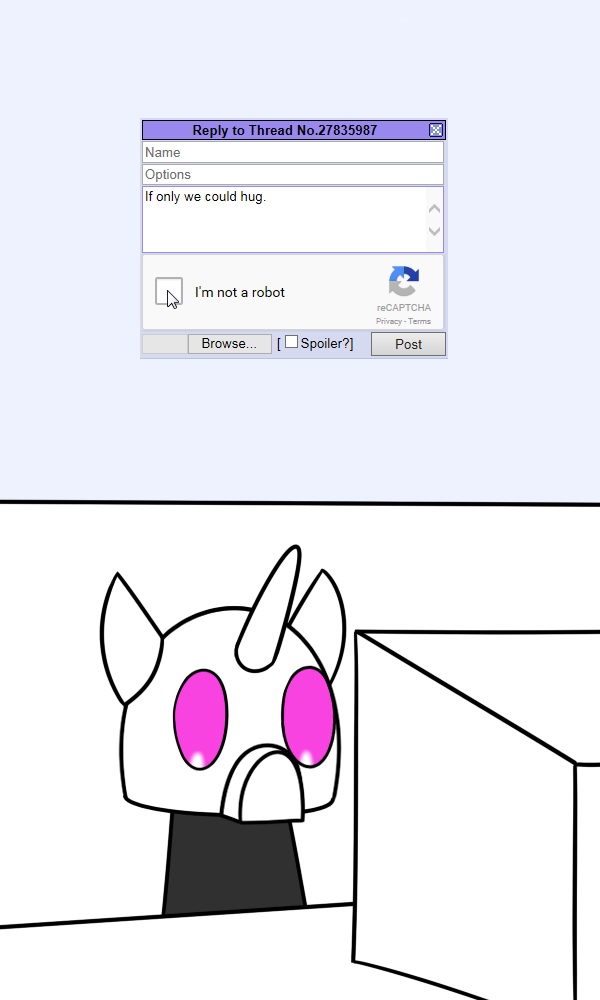 Reply to Thread No.27835987
Name
Options
If only we could hug.
I'm not a robot
reCAPTCHA
Privacy - Terms
Browse... [ Spoiler?] Post